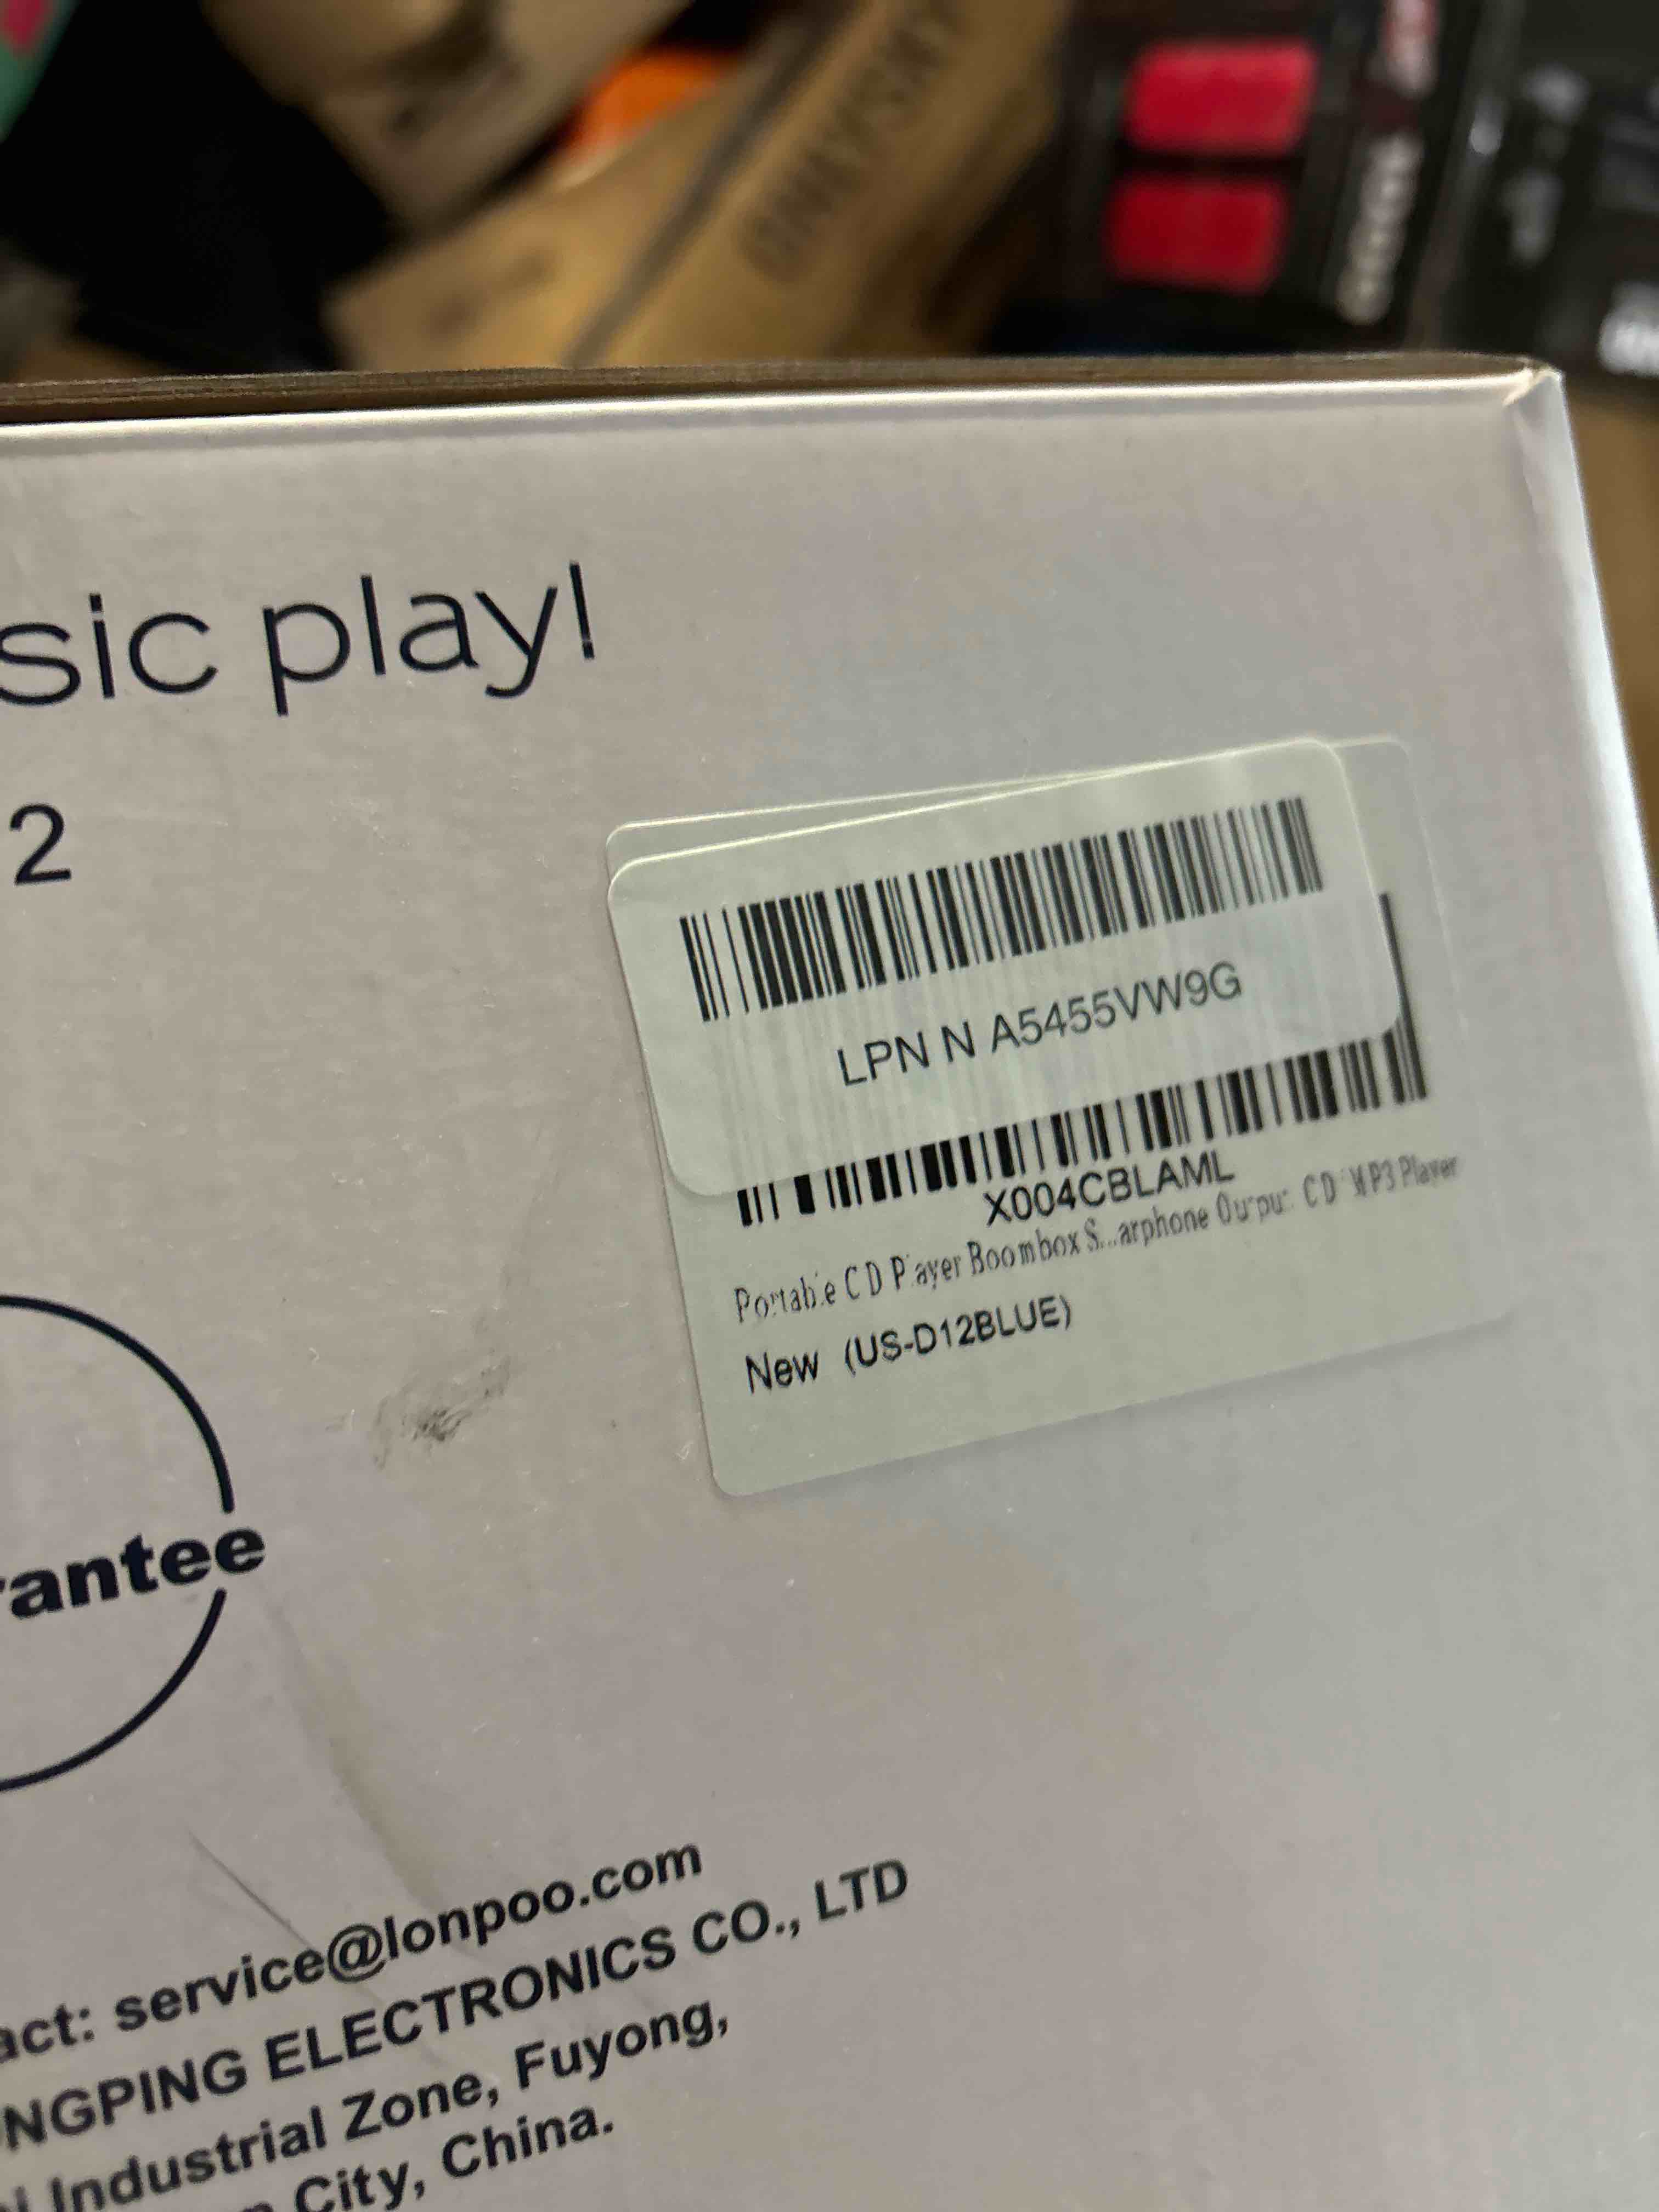 sic play!
2
LPN N A5455VW9G
X004CBLAML
Portable CD Player Boombox S...arphone Output CD MP3 Player
New (US-D12BLUE)
rantee
act: service@lonpoo.com
NGPING ELECTRONICS CO., LTD
Industrial Zone, Fuyong,
City, China.